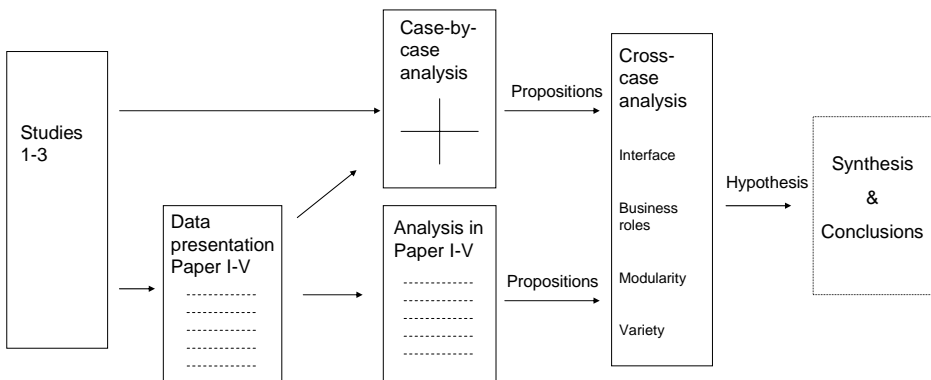 Studies
1-3
Data
presentation
Paper I-V
Case-by-
case
analysis
Analysis in
Paper I-V
Propositions
Propositions
Cross-
case
analysis
Interface
Business
roles
Modularity
Variety
Hypothesis
Synthesis
&
Conclusions